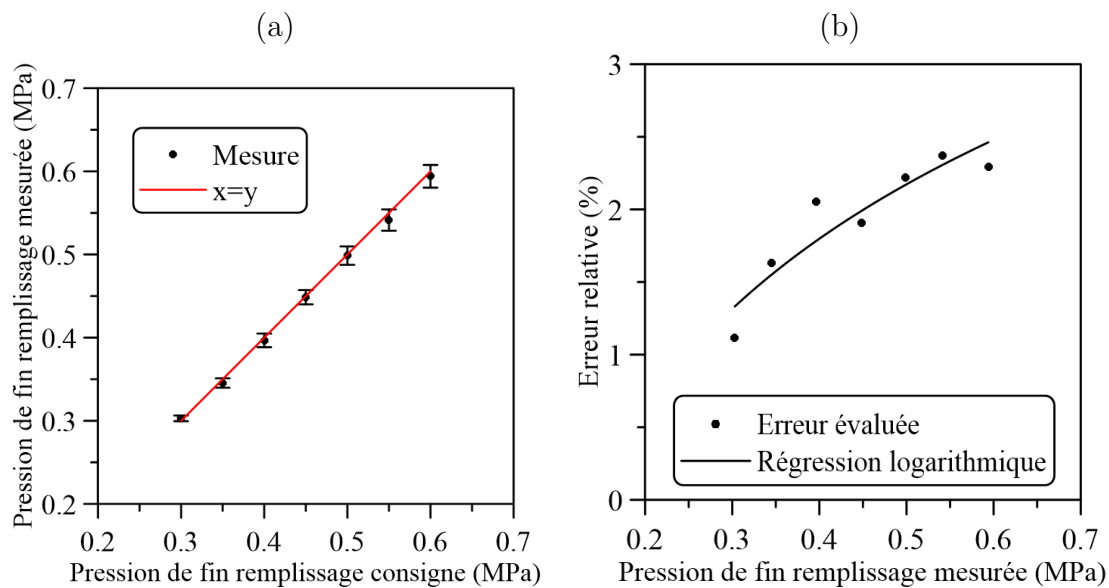 (a)
Pression de fin remplissage mesurée (MPa)
0.7
0.6
0.5
0.4
0.3
0.2
Mesure
x=y
0.2 0.3 0.4 0.5 0.6 0.7
Pression de fin remplissage consigne (MPa)
(b)
Erreur relative (%)
3
2
1
0
Erreur évaluée
Régression logarithmique
0.2 0.3 0.4 0.5 0.6 0.7
Pression de fin remplissage mesurée (MPa)